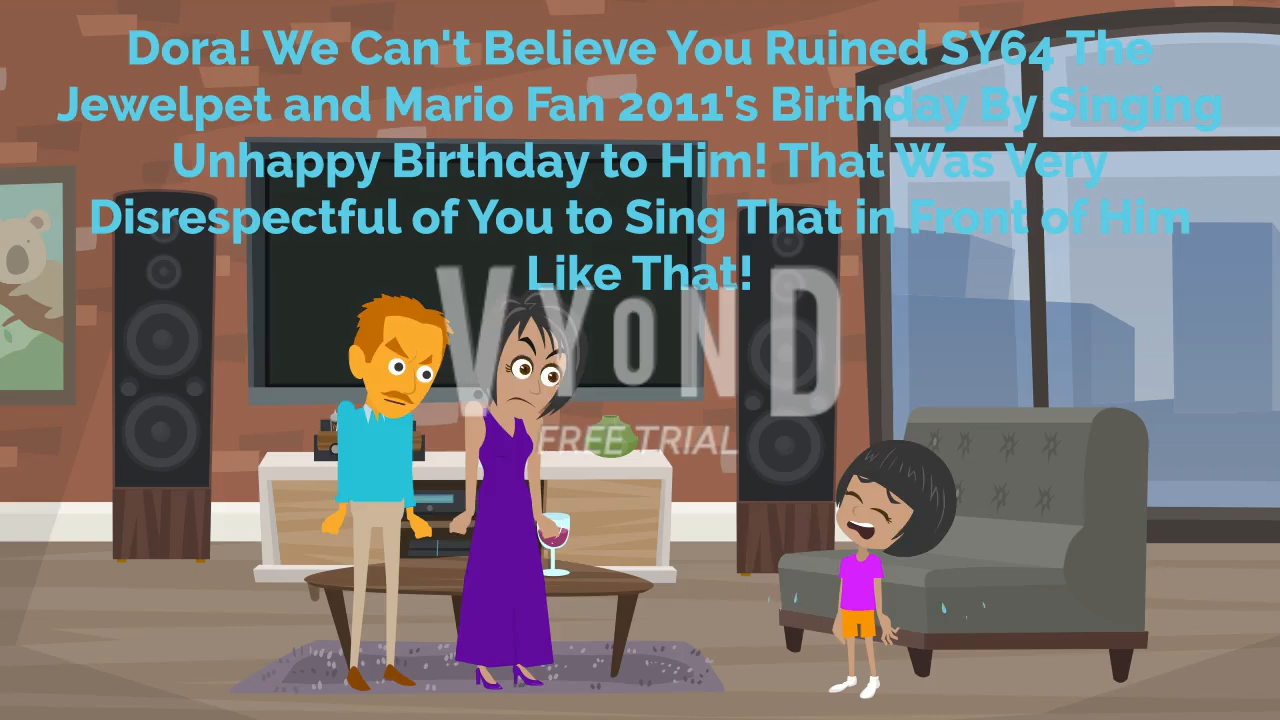 Dora! We Can't Believe You Ruined SY64 The
Jewelpet and Mario Fan 2011's Birthday By Singing
Unhappy Birthday to Him! That Was Very
Disrespectful of You to Sing That in Front of Him
Like That!
VYOND
FREE TRIAL